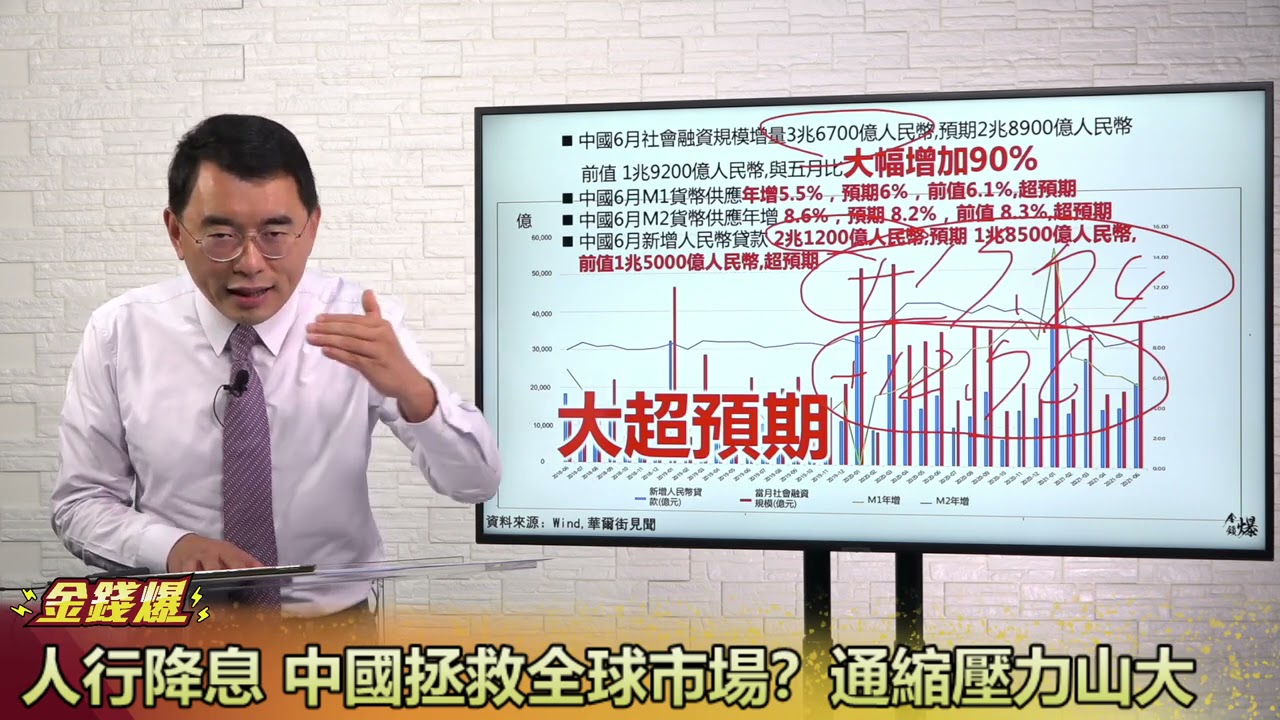 ■ 中國6月社會融資規模增量3兆6700億人民幣,預期2兆8900億人民幣
前值 1兆9200億人民幣,與五月比大幅增加90%
■ 中國6月M1貨幣供應年增5.5%，預期6%，前值6.1%,超預期
■ 中國6月M2貨幣供應年增 8.6%，預期 8.2%，前值 8.3%,超預期
■ 中國6月新增人民幣貸款 2兆1200億人民幣,預期 1兆8500億人民幣,
前值1兆5000億人民幣,超預期
億
60,000
50,000
40,000
30,000
20,000
10,000
0
16.00
14.00
12.00
10.00
8.00
6.00
4.00
2.00
0.00
大超預期
新增人民幣貸款(億元)
當月社會融資規模(億元)
M1年增
M2年增
資料來源：Wind,華爾街見聞
金錢爆
金錢爆
人行降息 中國拯救全球市場？ 通縮壓力山大